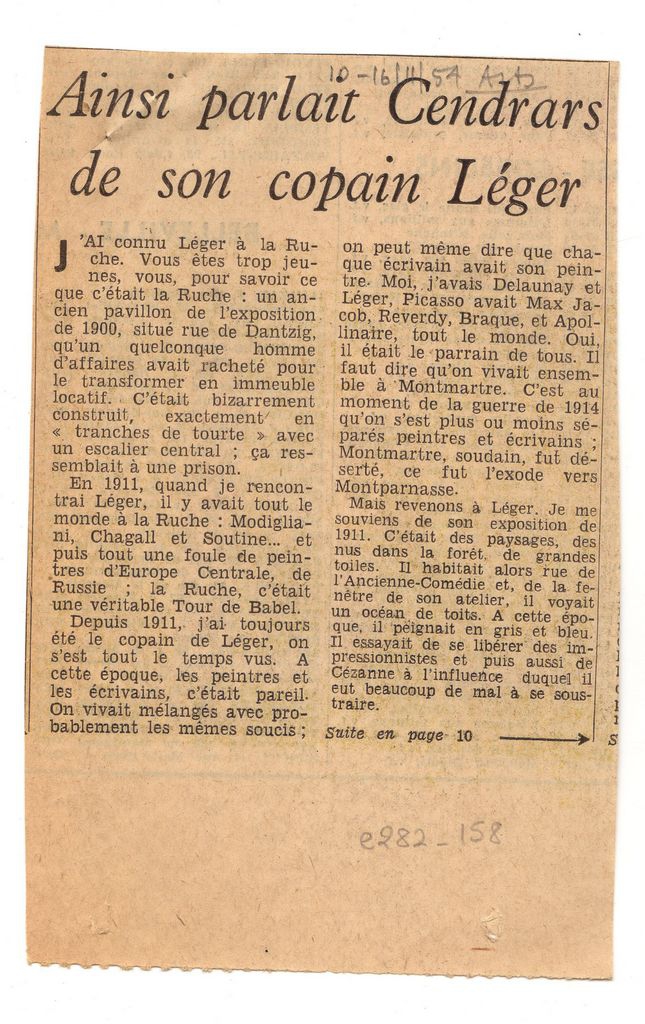 10-16/11/54 Arts
Ainsi parlait Cendrars
de son copain Léger
J'AI connu Léger à la Ru-
che. Vous êtes trop jeu-
nes, vous, pour savoir ce
que c'était la Ruche : un an-
cien pavillon de l'exposition
de 1900, situé rue de Dantzig,
qu'un quelconque homme
d'affaires avait racheté pour
le transformer en immeuble
locatif. C'était bizarrement
construit, exactement en
« tranches de tourte » avec
un escalier central ; ça res-
semblait à une prison.
En 1911, quand je rencon-
trai Léger, il y avait tout le
monde à la Ruche : Modiglia-
ni, Chagall et Soutine... et
puis tout une foule de pein-
tres d'Europe Centrale, de
Russie ; la Ruche, c'était
une véritable Tour de Babel.
Depuis 1911, j'ai toujours
été le copain de Léger, on
s'est tout le temps vus. A
cette époque, les peintres et
les écrivains, c'était pareil.
On vivait mélangés avec pro-
bablement les mêmes soucis ;
on peut même dire que cha-
que écrivain avait son pein-
tre. Moi, j'avais Delaunay et
Léger, Picasso avait Max Ja-
cob, Reverdy, Braque, et Apol-
linaire, tout le monde. Oui,
il était le parrain de tous. Il
faut dire qu'on vivait ensem-
ble à Montmartre. C'est au
moment de la guerre de 1914
qu'on s'est plus ou moins sé-
parés peintres et écrivains ;
Montmartre, soudain, fut dé-
serté, ce fut l'exode vers
Montparnasse.
Mais revenons à Léger. Je me
souviens de son exposition de
1911. C'était des paysages, des
nus dans la forêt, de grandes
toiles. Il habitait alors rue de
l'Ancienne-Comédie et, de la fe-
nêtre de son atelier, il voyait
un océan de toits. A cette épo-
que, il peignait en gris et bleu.
Il essayait de se libérer des im-
pressionnistes et puis aussi de
Cézanne à l'influence duquel il
eut beaucoup de mal à se sous-
traire.
Suite en page 10
e282-158